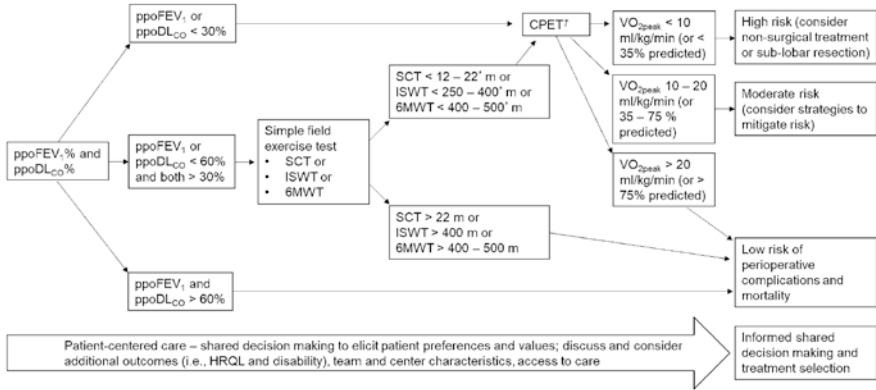 ppoFEV₁% and
ppoDL_CO%
ppoFEV₁ or
ppoDL_CO < 30%
ppoFEV₁ or
ppoDL_CO < 60%
and both > 30%
ppoFEV₁ and
ppoDL_CO > 60%
Simple field
exercise test
• SCT or
• ISWT or
• 6MWT
SCT < 12 – 22* m or
ISWT < 250 – 400* m or
6MWT < 400 – 500* m
SCT > 22 m or
ISWT > 400 m or
6MWT > 400 – 500 m
CPET†
VO₂peak < 10
ml/kg/min (or <
35% predicted)
VO₂peak 10 – 20
ml/kg/min (or
35 – 75 %
predicted)
VO₂peak > 20
ml/kg/min (or >
75% predicted)
High risk (consider
non-surgical treatment
or sub-lobar resection)
Moderate risk
(consider strategies to
mitigate risk)
Low risk of
perioperative
complications and
mortality
Patient-centered care – shared decision making to elicit patient preferences and values; discuss and consider
additional outcomes (i.e., HRQL and disability), team and center characteristics, access to care
Informed shared
decision making and
treatment selection